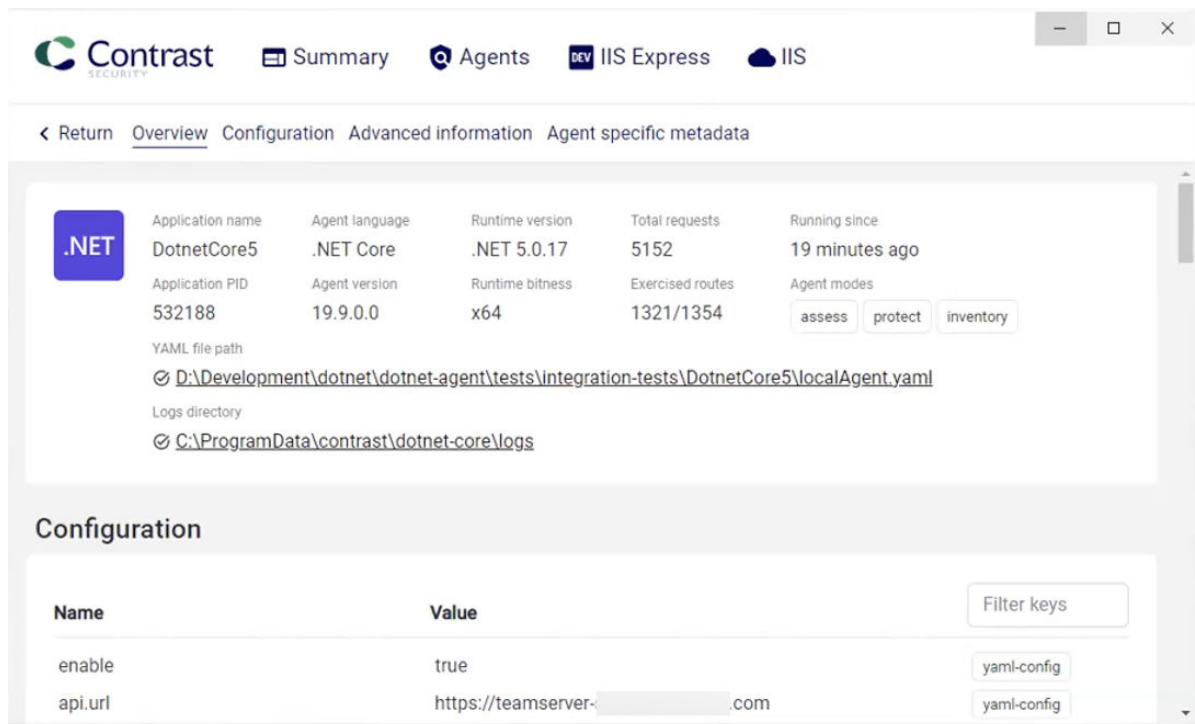 Contrast
SECURITY
Summary
Agents
DEV IIS Express
IIS
Return Overview Configuration Advanced information Agent specific metadata
.NET
Application name Agent language Runtime version Total requests Running since
DotnetCore5 .NET Core .NET 5.0.17 5152 19 minutes ago
Application PID Agent version Runtime bitness Exercised routes Agent modes
532188 19.9.0.0 x64 1321/1354 assess protect inventory
YAML file path
D:\Development\dotnet\dotnet-agent\tests\integration-tests\DotnetCore5\localAgent.yaml
Logs directory
C:\ProgramData\contrast\dotnet-core\logs
Configuration
Name Value Filter keys
enable true yaml-config
api.url https://teamserver- .com yaml-config